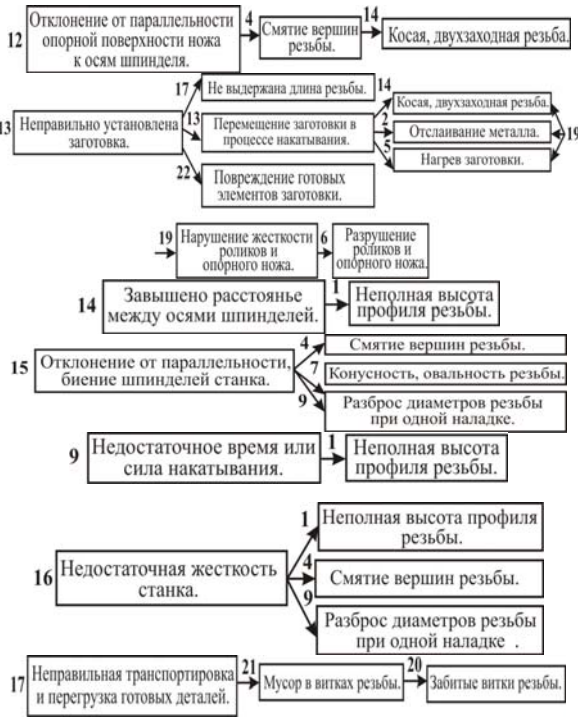 12
Отклонение от параллельности
опорной поверхности ножа
к осям шпинделя.
4
Смятие вершин
резьбы.
14
Косая, двухзаходная резьба.
17
Не выдержана длина резьбы.
14
Косая, двухзаходная резьба.
13
Неправильно установлена
заготовка.
13
Перемещение заготовки в
процессе накатывания.
2
Отслаивание металла.
19
5
Нагрев заготовки.
22
Повреждение готовых
элементов заготовки.
19
Нарушение жесткости
роликов и
опорного ножа.
6
Разрушение
роликов и
опорного ножа.
14
Завышено расстоянье
между осями шпинделей.
1
Неполная высота
профиля резьбы.
15
Отклонение от параллельности,
биение шпинделей станка.
4
Смятие вершин резьбы.
7
Конусность, овальность резьбы.
9
Разброс диаметров резьбы
при одной наладке.
9
Недостаточное время или
сила накатывания.
1
Неполная высота
профиля резьбы.
16
Недостаточная жесткость
станка.
1
Неполная высота профиля
резьбы.
4
Смятие вершин резьбы.
9
Разброс диаметров резьбы
при одной наладке .
17
Неправильная транспортировка
и перегрузка готовых деталей.
21
Мусор в витках резьбы.
20
Забитые витки резьбы.